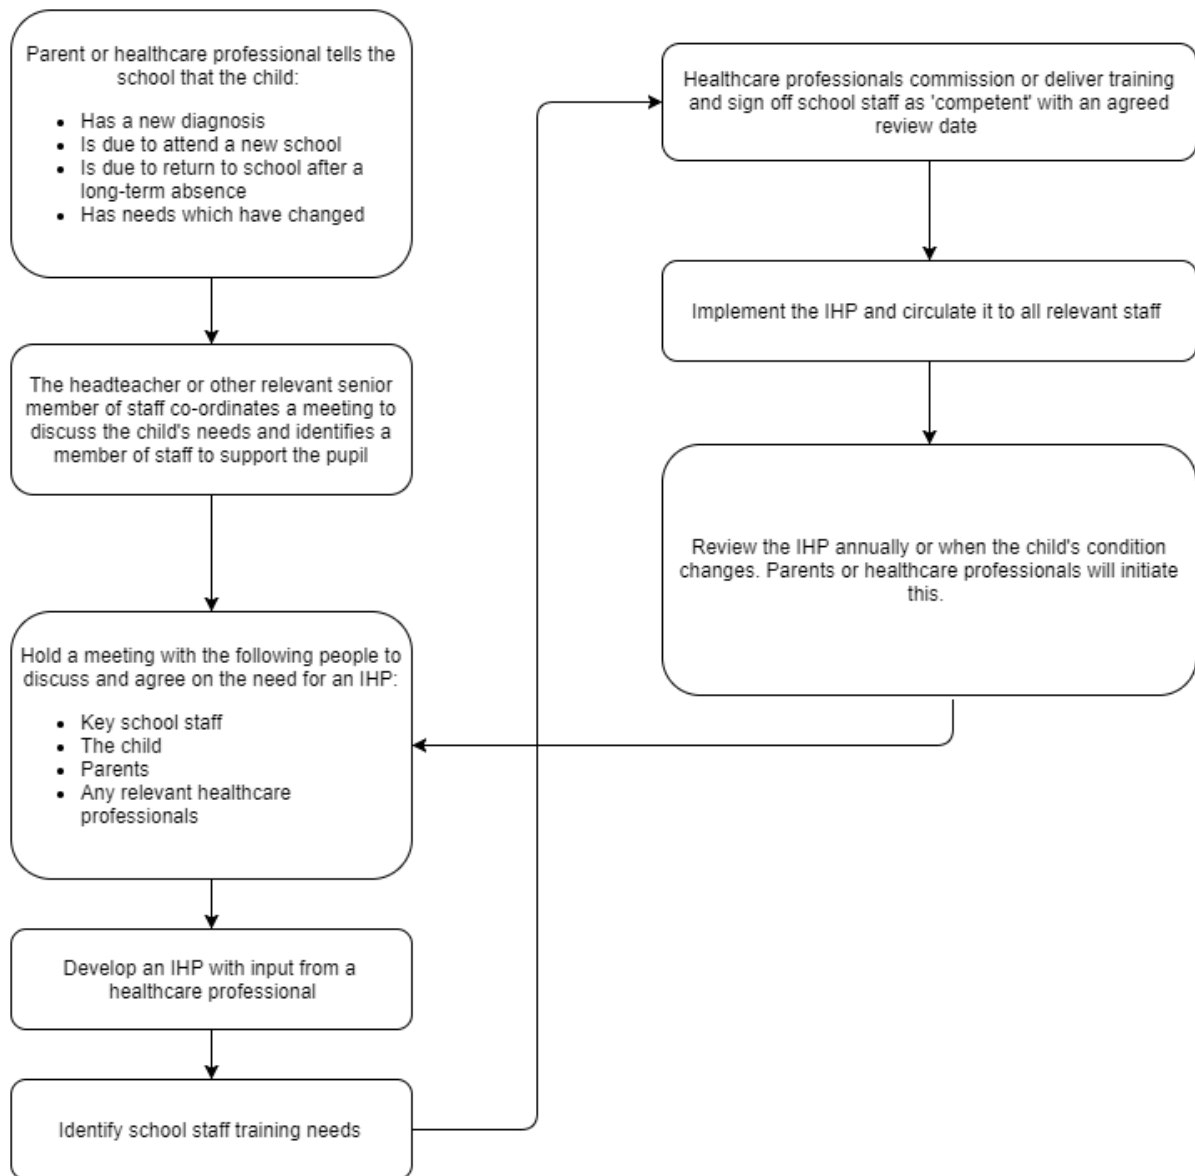 Parent or healthcare professional tells the
school that the child:
• Has a new diagnosis
• Is due to attend a new school
• Is due to return to school after a
long-term absence
• Has needs which have changed
The headteacher or other relevant senior
member of staff co-ordinates a meeting to
discuss the child's needs and identifies a
member of staff to support the pupil
Hold a meeting with the following people to
discuss and agree on the need for an IHP:
• Key school staff
• The child
• Parents
• Any relevant healthcare
professionals
Develop an IHP with input from a
healthcare professional
Identify school staff training needs
Healthcare professionals commission or deliver training
and sign off school staff as 'competent' with an agreed
review date
Implement the IHP and circulate it to all relevant staff
Review the IHP annually or when the child's condition
changes. Parents or healthcare professionals will initiate
this.